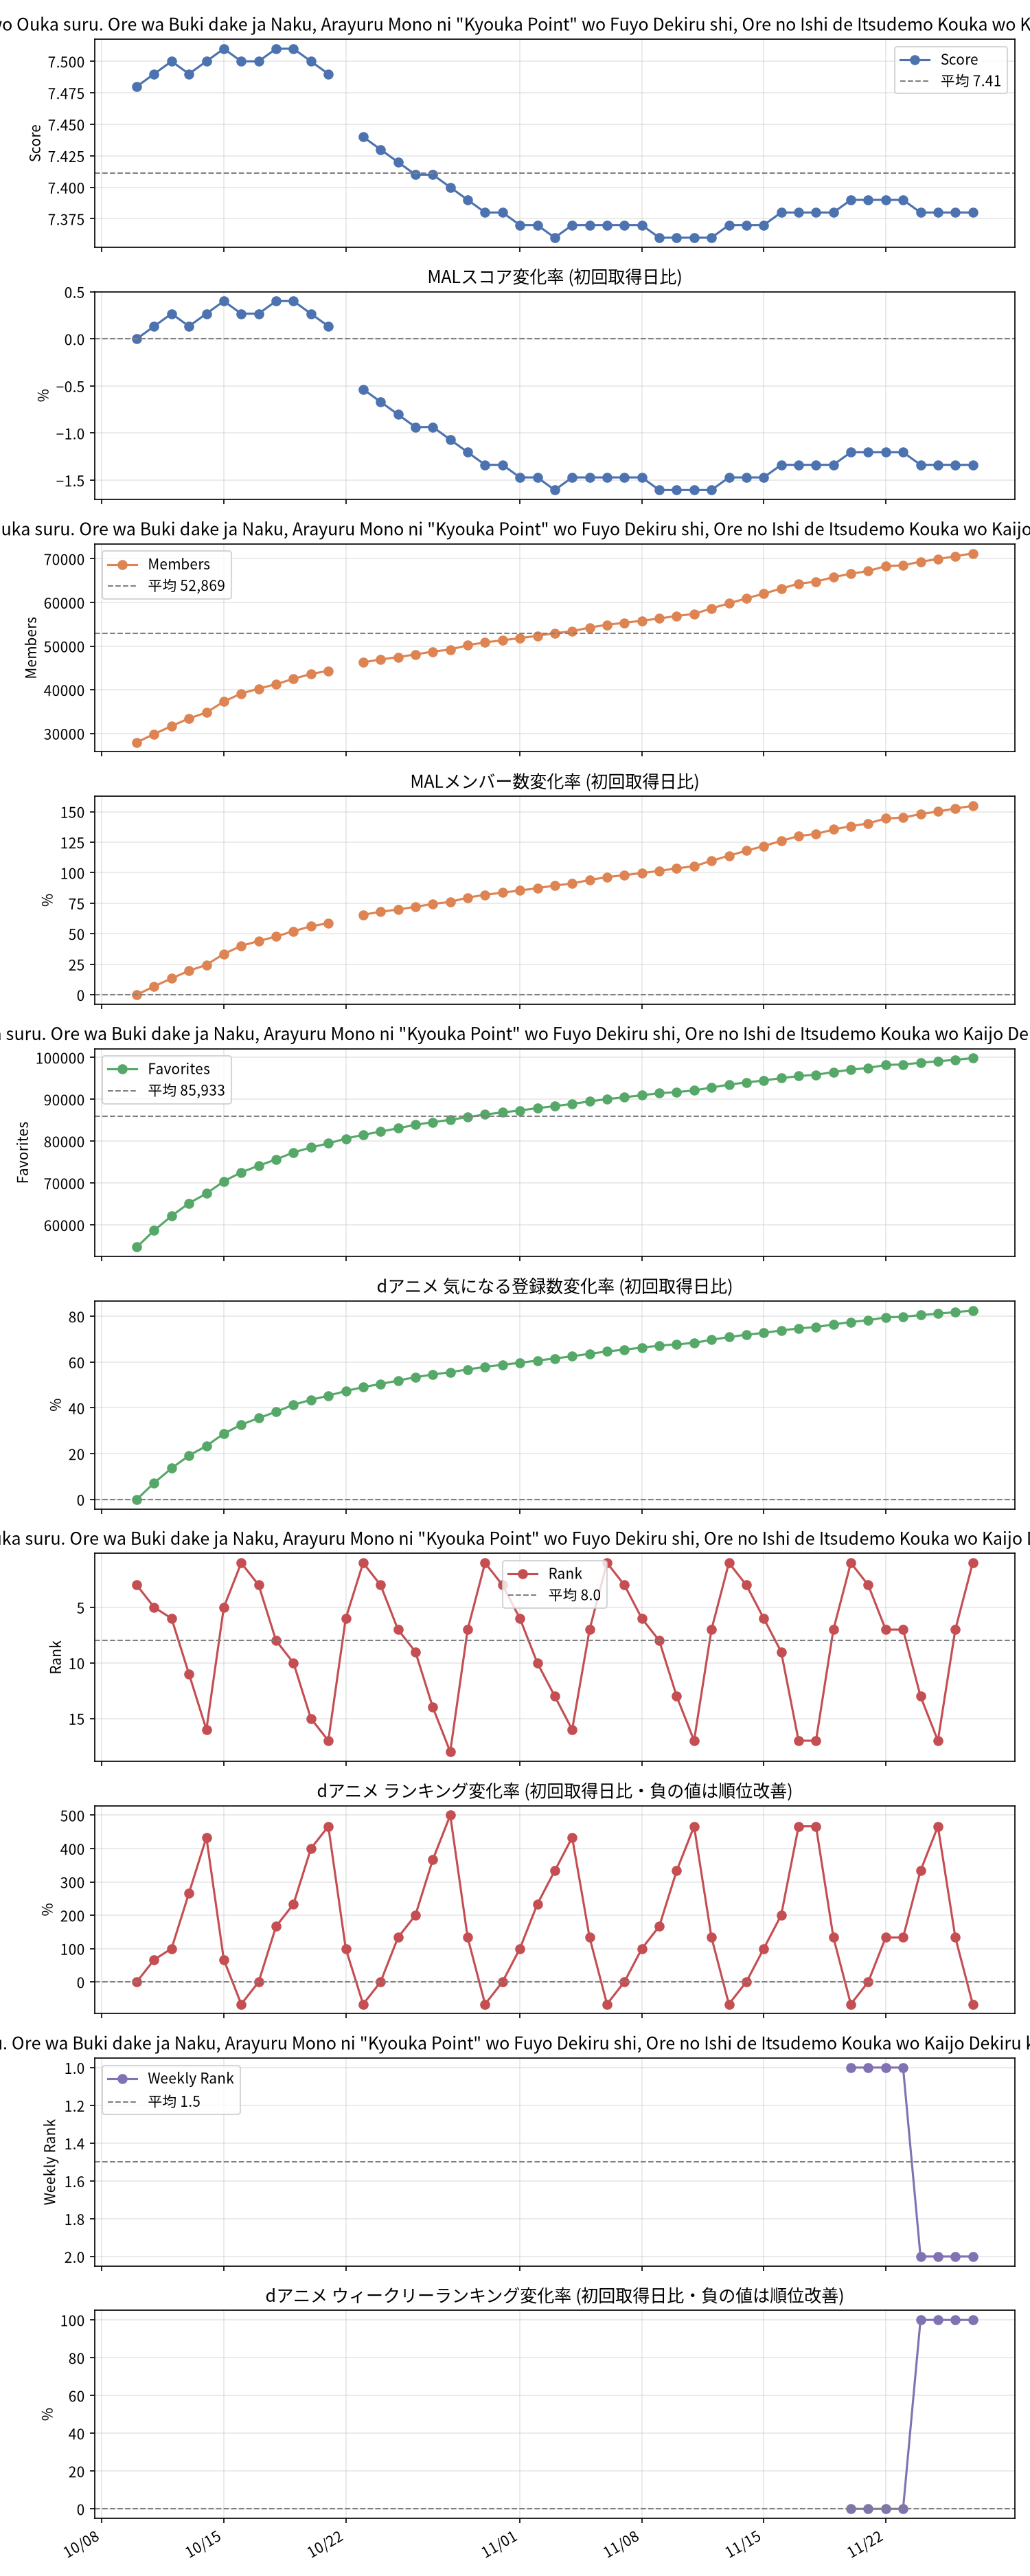 Ouka suru. Ore wa Buki dake ja Naku, Arayuru Mono ni "Kyouka Point" wo Fuyo Dekiru shi, Ore no Ishi de Itsudemo Kouka wo K
7.500
7.475
7.450
7.425
7.400
7.375
Score
Score
平均 7.41
MALスコア変化率 (初回取得日比)
0.5
0.0
−0.5
−1.0
−1.5
%
uka suru. Ore wa Buki dake ja Naku, Arayuru Mono ni "Kyouka Point" wo Fuyo Dekiru shi, Ore no Ishi de Itsudemo Kouka wo Kaijo
70000
60000
50000
40000
30000
Members
Members
平均 52,869
MALメンバー数変化率 (初回取得日比)
150
125
100
75
50
25
0
%
suru. Ore wa Buki dake ja Naku, Arayuru Mono ni "Kyouka Point" wo Fuyo Dekiru shi, Ore no Ishi de Itsudemo Kouka wo Kaijo De
100000
90000
80000
70000
60000
Favorites
Favorites
平均 85,933
dアニメ 気になる登録数変化率 (初回取得日比)
80
60
40
20
0
%
uka suru. Ore wa Buki dake ja Naku, Arayuru Mono ni "Kyouka Point" wo Fuyo Dekiru shi, Ore no Ishi de Itsudemo Kouka wo Kaijo
5
10
15
Rank
Rank
平均 8.0
dアニメ ランキング変化率 (初回取得日比・負の値は順位改善)
500
400
300
200
100
0
%
. Ore wa Buki dake ja Naku, Arayuru Mono ni "Kyouka Point" wo Fuyo Dekiru shi, Ore no Ishi de Itsudemo Kouka wo Kaijo Dekiru
1.0
1.2
1.4
1.6
1.8
2.0
Weekly Rank
Weekly Rank
平均 1.5
dアニメ ウィークリーランキング変化率 (初回取得日比・負の値は順位改善)
100
80
60
40
20
0
%
10/08
10/15
10/22
11/01
11/08
11/15
11/22